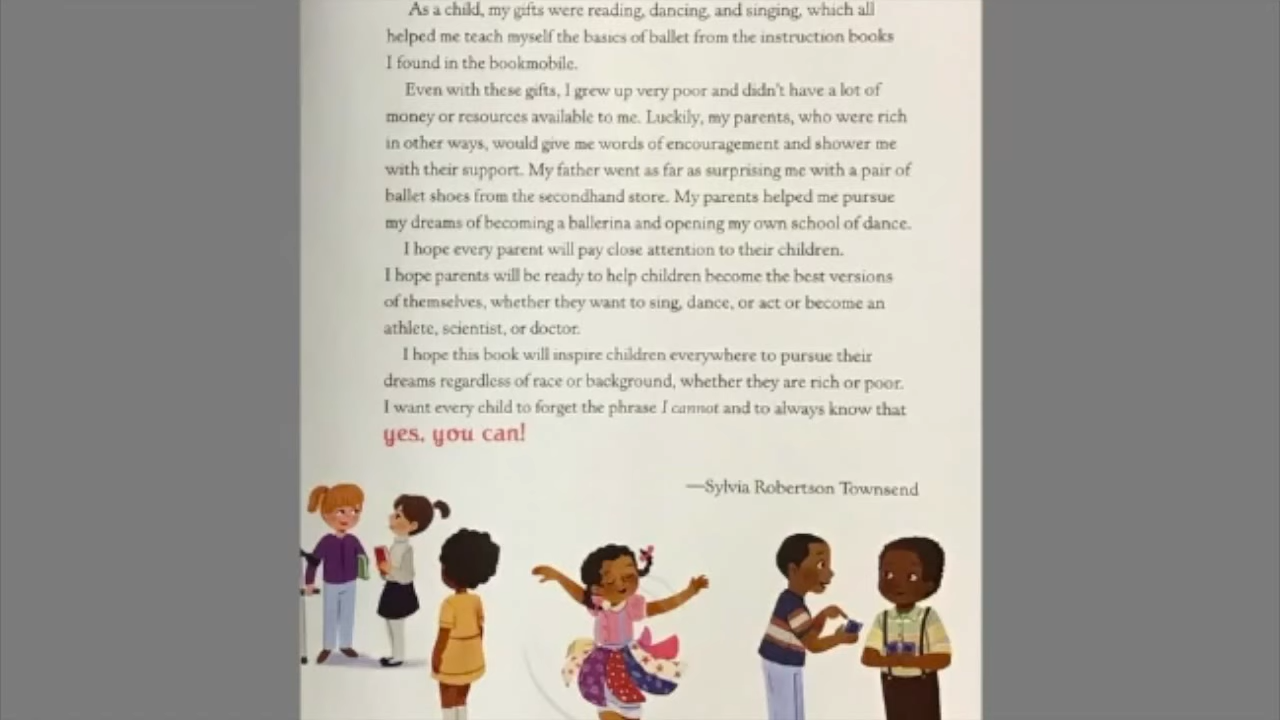 As a child, my gifts were reading, dancing, and singing, which all
helped me teach myself the basics of ballet from the instruction books
I found in the bookmobile.
Even with these gifts, I grew up very poor and didn't have a lot of
money or resources available to me. Luckily, my parents, who were rich
in other ways, would give me words of encouragement and shower me
with their support. My father went as far as surprising me with a pair of
ballet shoes from the secondhand store. My parents helped me pursue
my dreams of becoming a ballerina and opening my own school of dance.
I hope every parent will pay close attention to their children.
I hope parents will be ready to help children become the best versions
of themselves, whether they want to sing, dance, or act or become an
athlete, scientist, or doctor.
I hope this book will inspire children everywhere to pursue their
dreams regardless of race or background, whether they are rich or poor.
I want every child to forget the phrase I cannot and to always know that
yes, you can!
—Sylvia Robertson Townsend